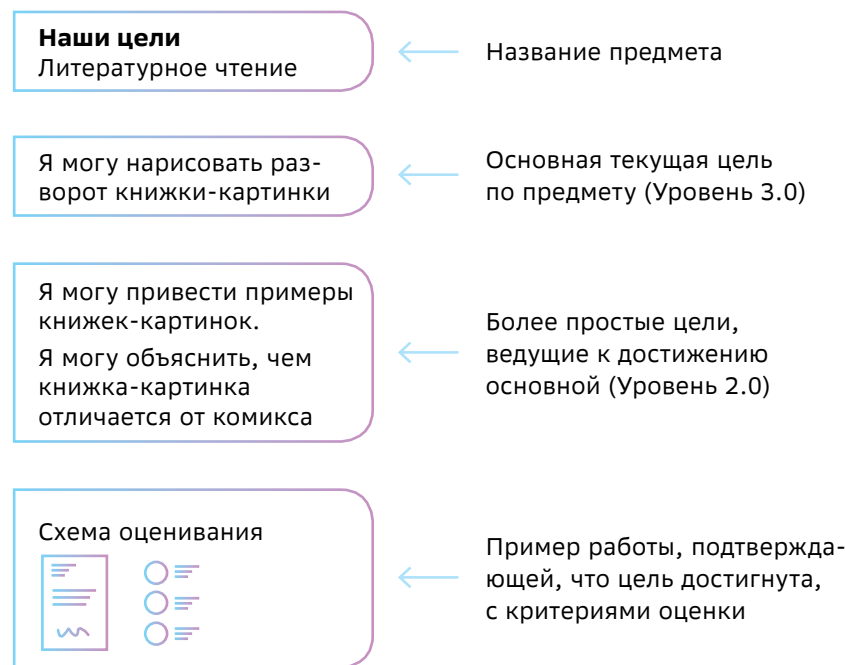 Наши цели
Литературное чтение
Название предмета
Я могу нарисовать раз-
ворот книжки-картинки
Основная текущая цель
по предмету (Уровень 3.0)
Я могу привести примеры
книжек-картинок.
Я могу объяснить, чем
книжка-картинка
отличается от комикса
Более простые цели,
ведущие к достижению
основной (Уровень 2.0)
Схема оценивания
Пример работы, подтвержда-
ющей, что цель достигнута,
с критериями оценки